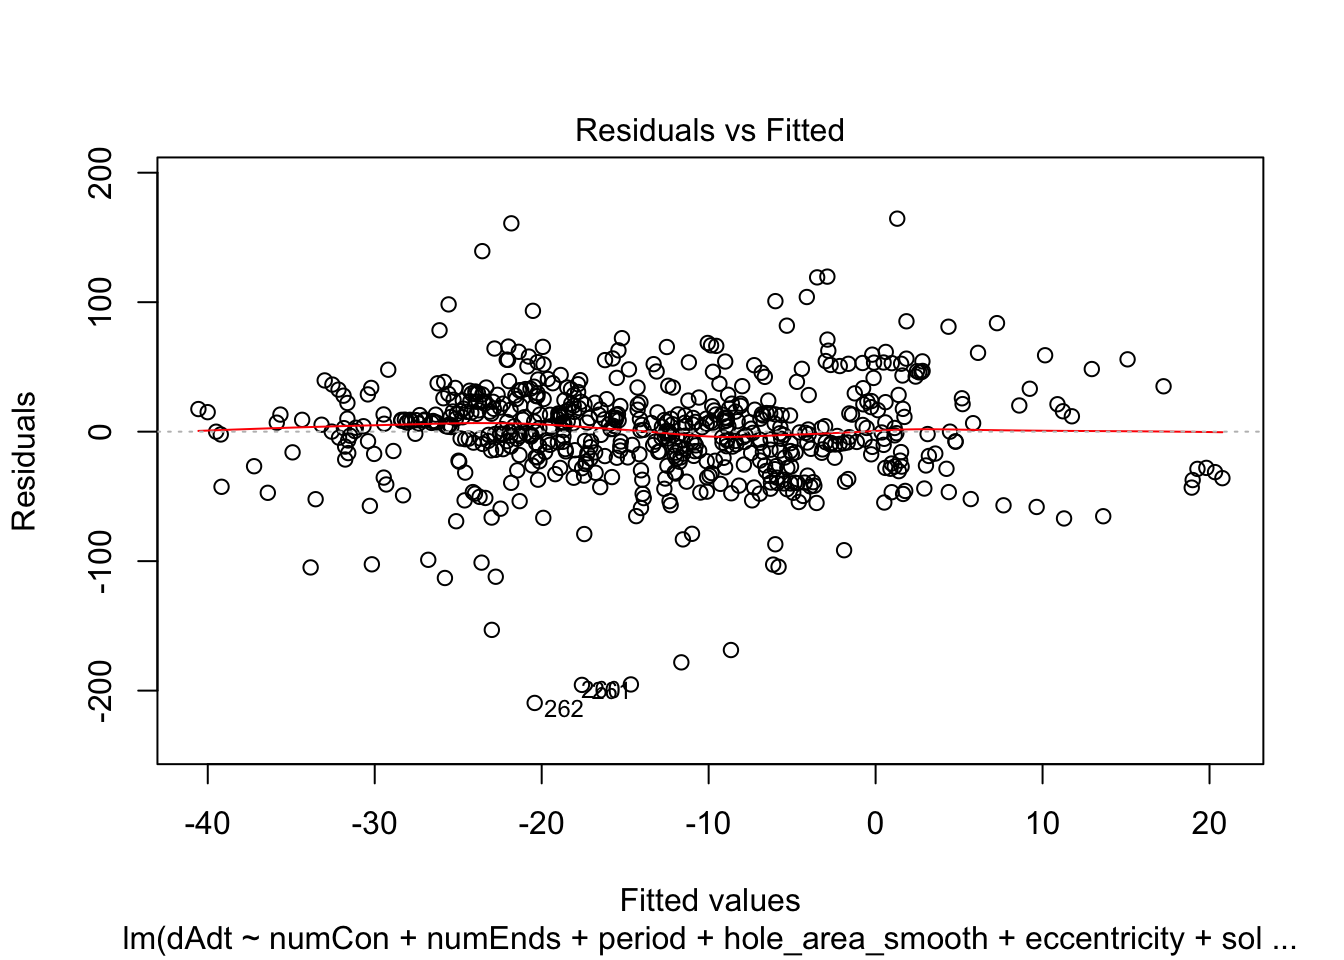 Residuals vs Fitted
Residuals
200
100
0
-100
-200
262
-40 -30 -20 -10 0 10 20
Fitted values
lm(dAdt ~ numCon + numEnds + period + hole_area_smooth + eccentricity + sol ...